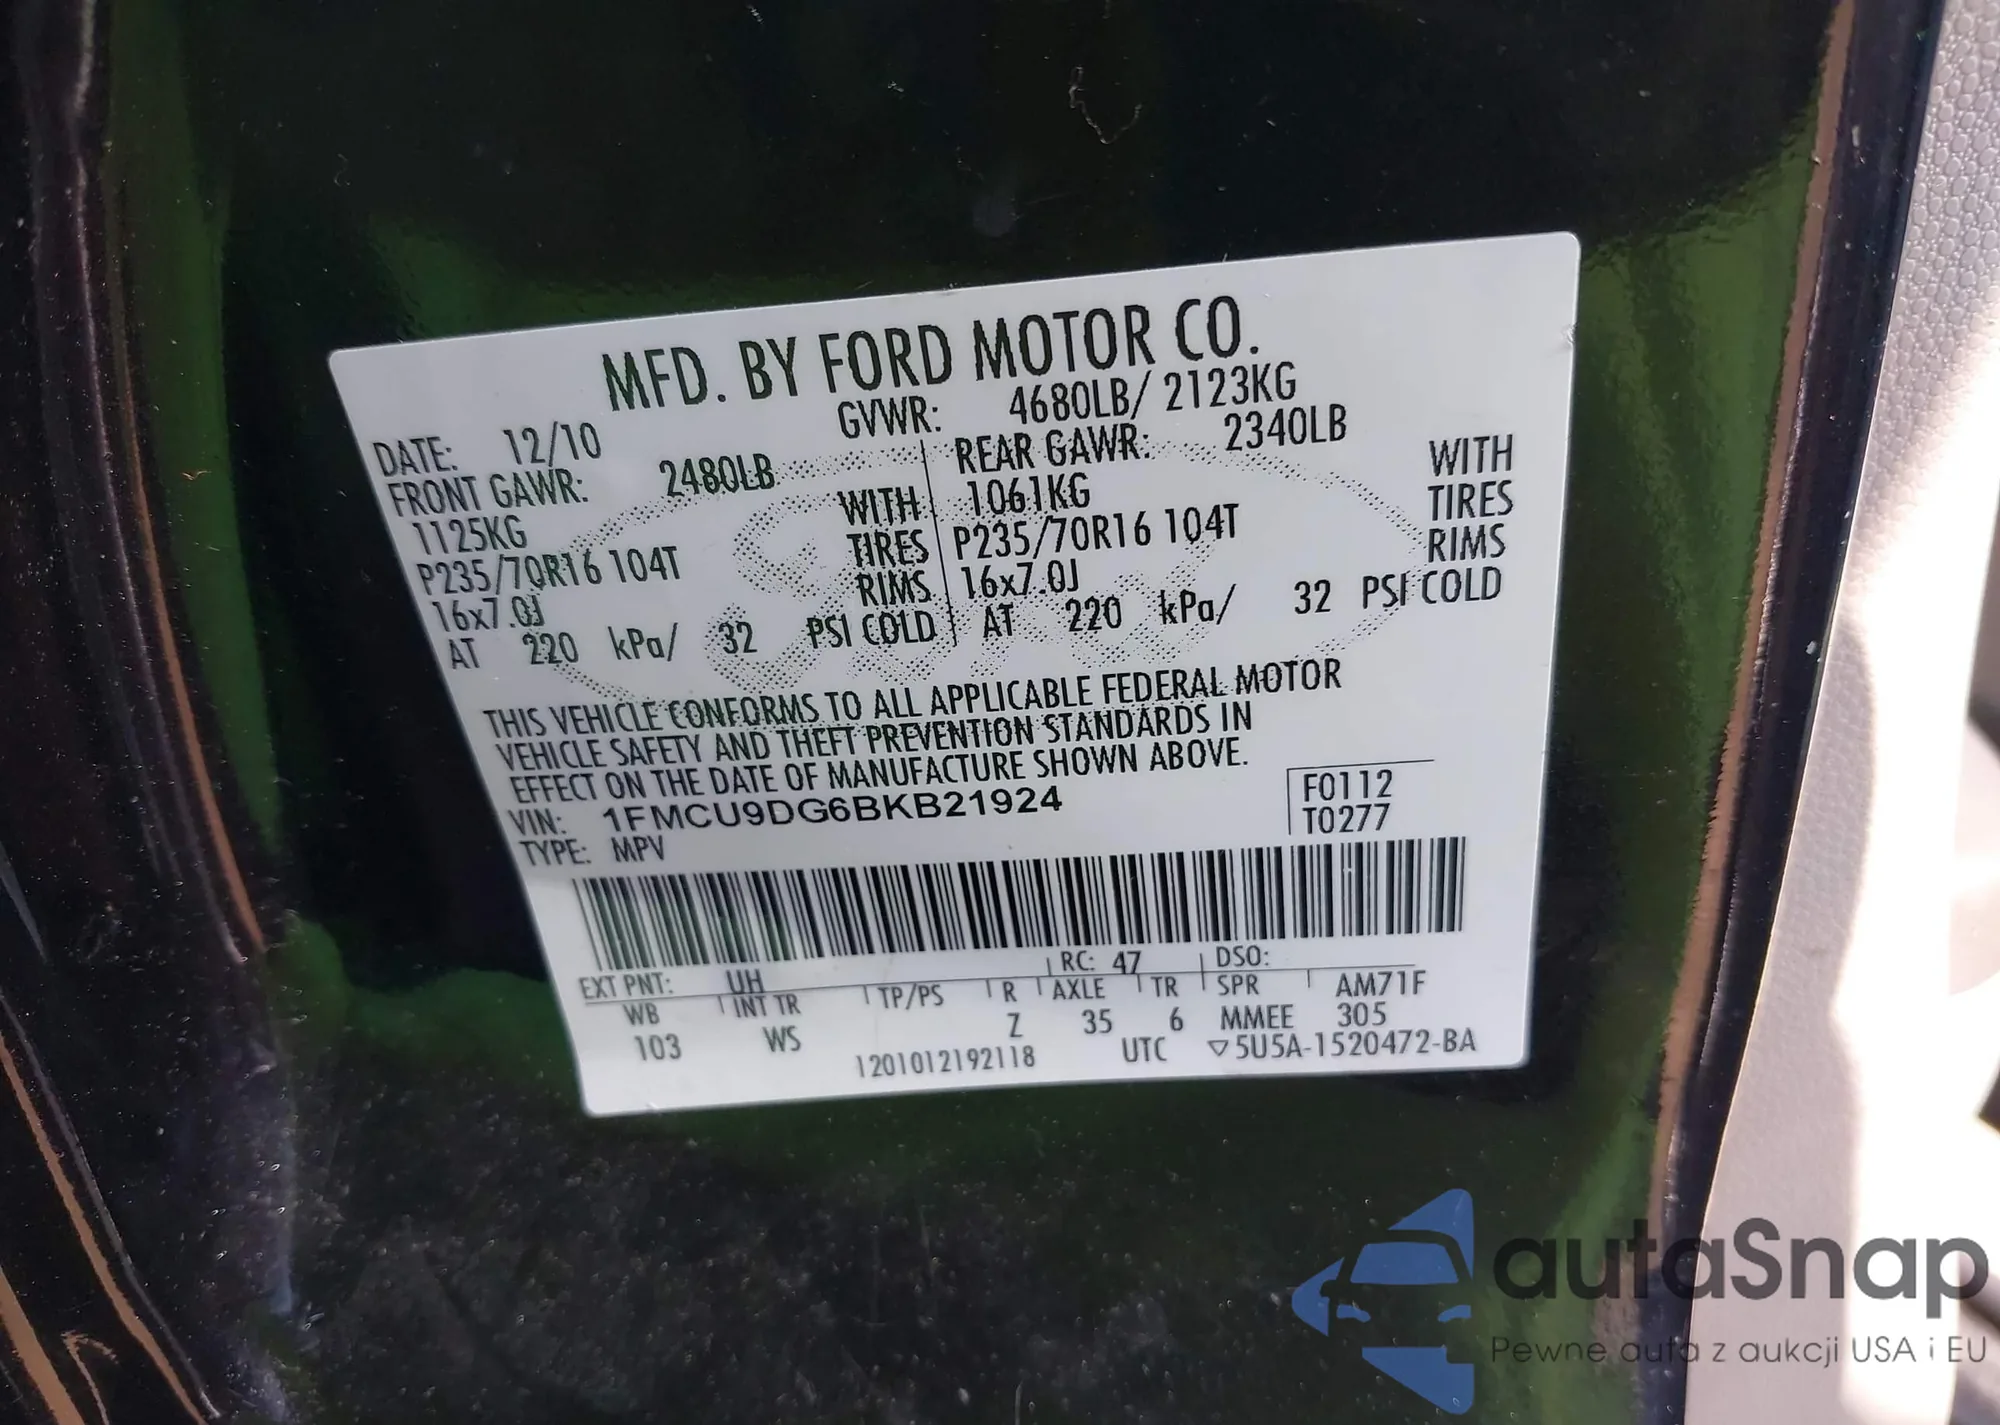 MFD. BY FORD MOTOR CO.
DATE: 12/10 GVWR: 4680LB/ 2123KG
FRONT GAWR: 2480LB REAR GAWR: 2340LB
1125KG WITH 1061KG WITH
P235/70R16 104T TIRES P235/70R16 104T TIRES
16x7.0J RIMS 16x7.0J RIMS
AT 220 kPa/ 32 PSI COLD AT 220 kPa/ 32 PSI COLD
THIS VEHICLE CONFORMS TO ALL APPLICABLE FEDERAL MOTOR
VEHICLE SAFETY AND THEFT PREVENTION STANDARDS IN
EFFECT ON THE DATE OF MANUFACTURE SHOWN ABOVE.
VIN: 1FMCU9DG6BKB21924 F0112
TYPE: MPV T0277
EXT PNT: UH RC: 47 DSO:
WB INT TR TP/PS R AXLE TR SPR AM71F
103 WS Z 35 6 MMEE 305
1201012192118 UTC ▽5U5A-1520472-BA
autaSnap
Pewne auta z aukcji USA i EU